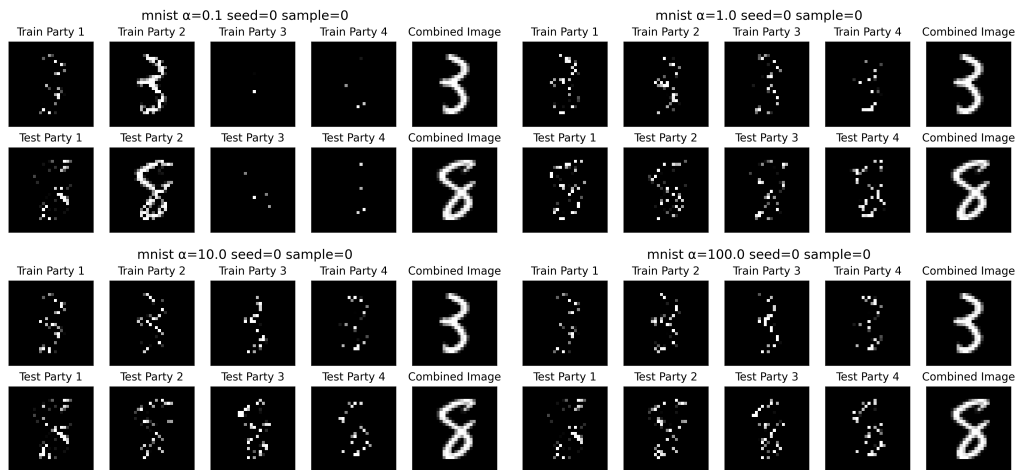 mnist α=0.1 seed=0 sample=0
Train Party 1 Train Party 2 Train Party 3 Train Party 4 Combined Image
Test Party 1 Test Party 2 Test Party 3 Test Party 4 Combined Image
mnist α=1.0 seed=0 sample=0
Train Party 1 Train Party 2 Train Party 3 Train Party 4 Combined Image
Test Party 1 Test Party 2 Test Party 3 Test Party 4 Combined Image
mnist α=10.0 seed=0 sample=0
Train Party 1 Train Party 2 Train Party 3 Train Party 4 Combined Image
Test Party 1 Test Party 2 Test Party 3 Test Party 4 Combined Image
mnist α=100.0 seed=0 sample=0
Train Party 1 Train Party 2 Train Party 3 Train Party 4 Combined Image
Test Party 1 Test Party 2 Test Party 3 Test Party 4 Combined Image